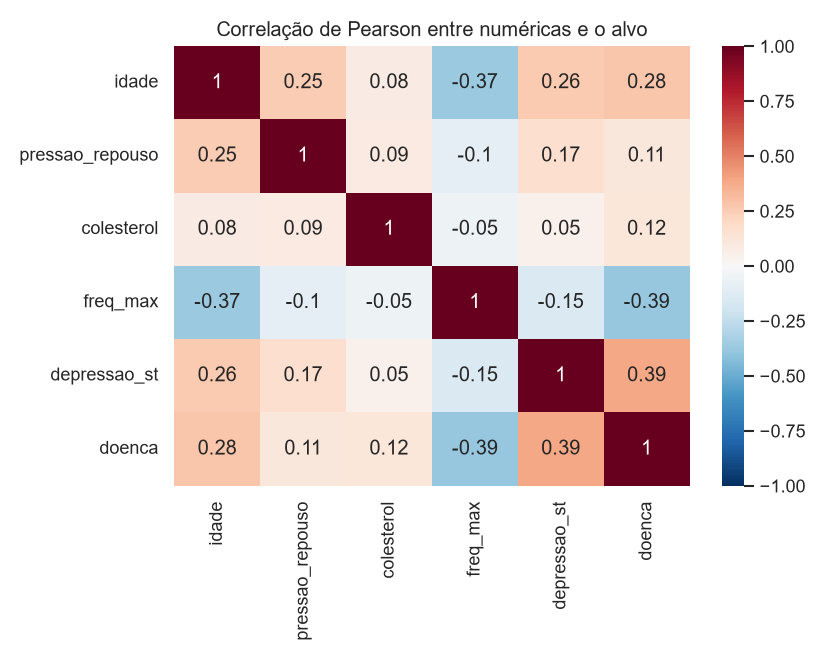 Correlação de Pearson entre numéricas e o alvo
idade 1 0.25 0.08 -0.37 0.26 0.28
pressao_repouso 0.25 1 0.09 -0.1 0.17 0.11
colesterol 0.08 0.09 1 -0.05 0.05 0.12
freq_max -0.37 -0.1 -0.05 1 -0.15 -0.39
depressao_st 0.26 0.17 0.05 -0.15 1 0.39
doenca 0.28 0.11 0.12 -0.39 0.39 1
idade
pressao_repouso
colesterol
freq_max
depressao_st
doenca
1.00
0.75
0.50
0.25
0.00
−0.25
−0.50
−0.75
−1.00